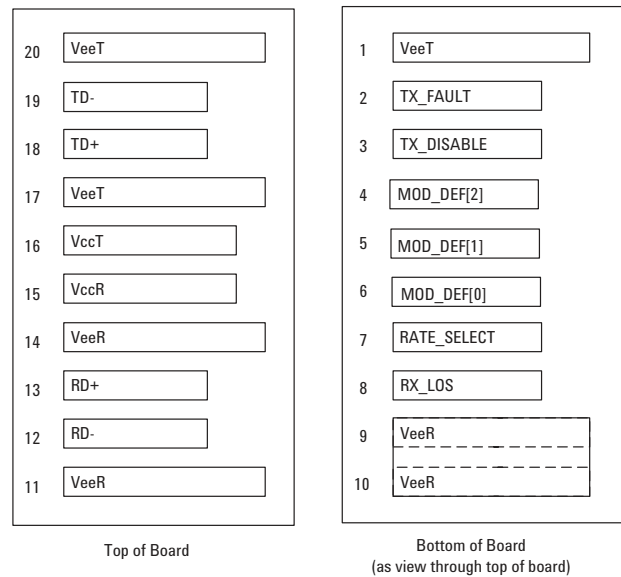 20 VeeT
19 TD-
18 TD+
17 VeeT
16 VccT
15 VccR
14 VeeR
13 RD+
12 RD-
11 VeeR
Top of Board
1 VeeT
2 TX_FAULT
3 TX_DISABLE
4 MOD_DEF[2]
5 MOD_DEF[1]
6 MOD_DEF[0]
7 RATE_SELECT
8 RX_LOS
9 VeeR
10 VeeR
Bottom of Board
(as view through top of board)